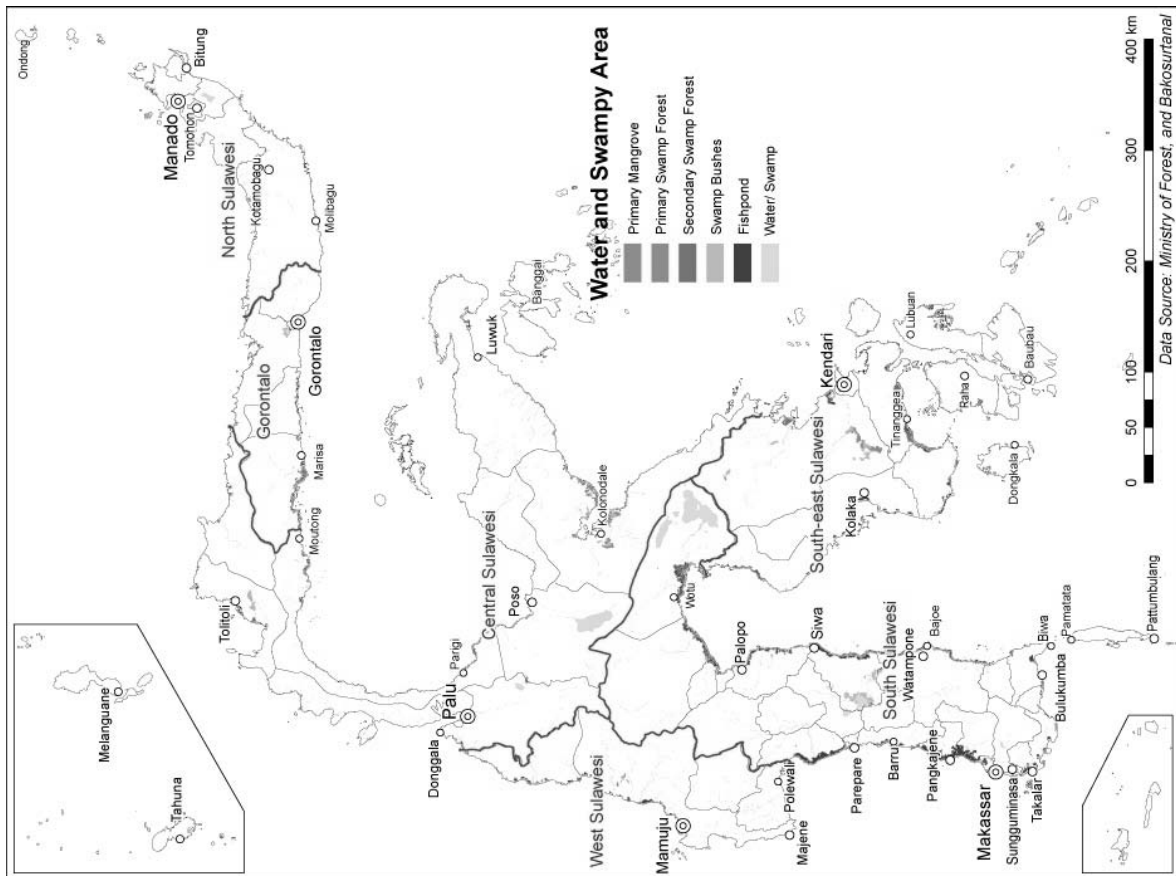 Water and Swampy Area
Primary Mangrove
Primary Swamp Forest
Secondary Swamp Forest
Swamp Bushes
Fishpond
Water/ Swamp
Ondong
Bitung
Manado
Tomohon
North Sulawesi
Kotamobagu
Molibagu
Gorontalo
Gorontalo
Marisa
Moutong
Tolitoli
Melanguane
Tahuna
Luwuk
Banggai
Central Sulawesi
Kolonodale
Poso
Parigi
Palu
Donggala
West Sulawesi
Mamuju
Majene
Polewali
South-east Sulawesi
Kendari
Lubuan
Tinanggea
Raha
Baubau
Dongkala
Kolaka
Wotu
Palopo
Siwa
South Sulawesi
Watampone
Bajoe
Parepare
Barru
Pangkajene
Makassar
Sungguminasa
Takalar
Bulukumba
Biwa
Pamatata
Pattumbulang
0 50 100 200 300 400 km
Data Source: Ministry of Forest, and Bakosurtanal